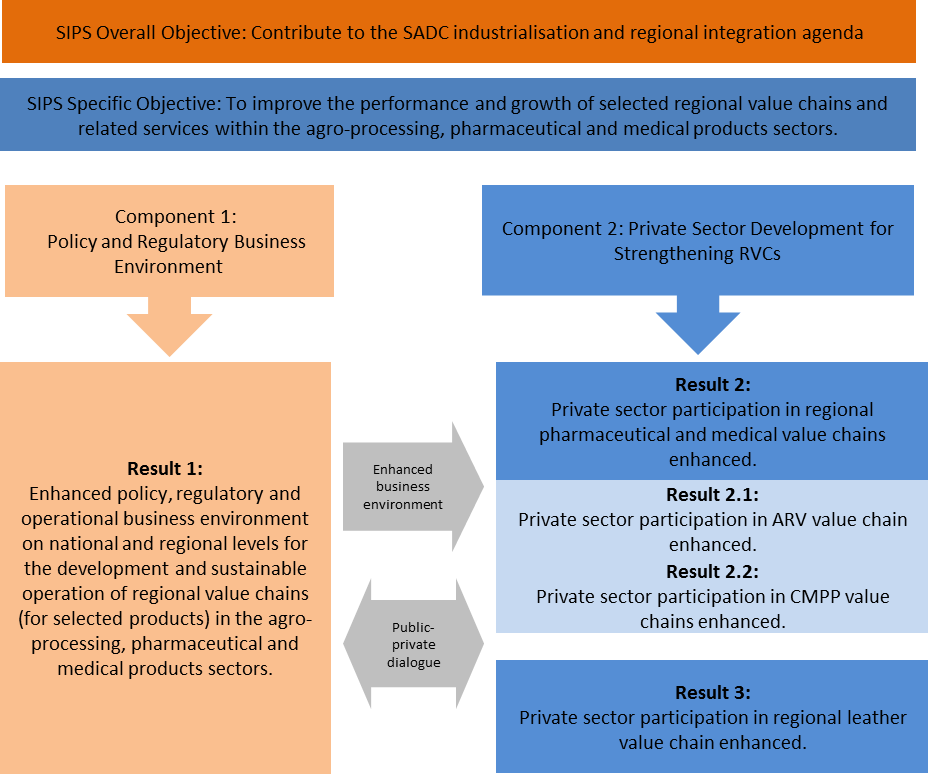 SIPS Overall Objective: Contribute to the SADC industrialisation and regional integration agenda
SIPS Specific Objective: To improve the performance and growth of selected regional value chains and
related services within the agro-processing, pharmaceutical and medical products sectors.
Component 1:
Policy and Regulatory Business
Environment
Component 2: Private Sector Development for
Strengthening RVCs
Result 1:
Enhanced policy, regulatory and
operational business environment
on national and regional levels for
the development and sustainable
operation of regional value chains
(for selected products) in the agro-
processing, pharmaceutical and
medical products sectors.
Enhanced
business
environment
Public-
private
dialogue
Result 2:
Private sector participation in regional
pharmaceutical and medical value chains
enhanced.
Result 2.1:
Private sector participation in ARV value chain
enhanced.
Result 2.2:
Private sector participation in CMPP value
chains enhanced.
Result 3:
Private sector participation in regional leather
value chain enhanced.